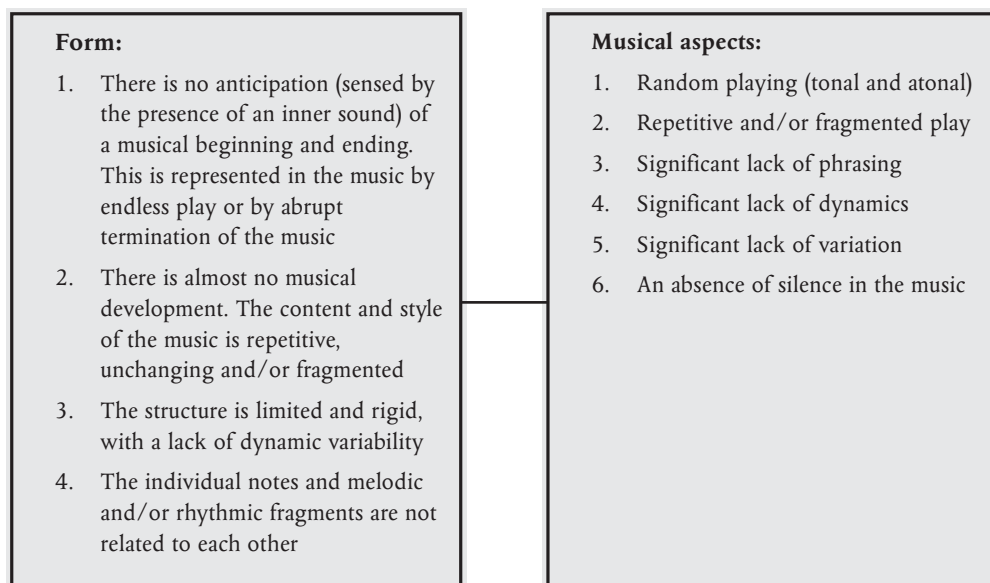 Form:
1. There is no anticipation (sensed by
the presence of an inner sound) of
a musical beginning and ending.
This is represented in the music by
endless play or by abrupt
termination of the music
2. There is almost no musical
development. The content and style
of the music is repetitive,
unchanging and/or fragmented
3. The structure is limited and rigid,
with a lack of dynamic variability
4. The individual notes and melodic
and/or rhythmic fragments are not
related to each other
Musical aspects:
1. Random playing (tonal and atonal)
2. Repetitive and/or fragmented play
3. Significant lack of phrasing
4. Significant lack of dynamics
5. Significant lack of variation
6. An absence of silence in the music